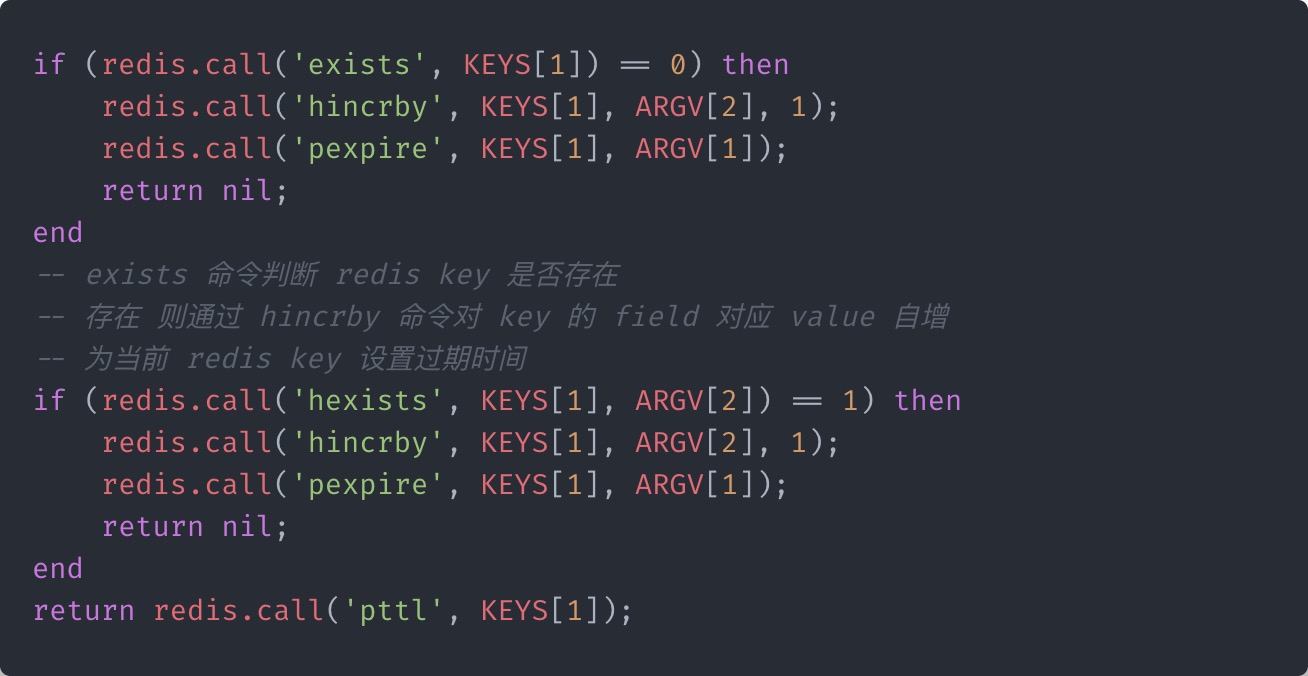 if (redis.call('exists', KEYS[1]) == 0) then
    redis.call('hincrby', KEYS[1], ARGV[2], 1);
    redis.call('pexpire', KEYS[1], ARGV[1]);
    return nil;
end
-- exists 命令判断 redis key 是否存在
-- 存在 则通过 hincrby 命令对 key 的 field 对应 value 自增
-- 为当前 redis key 设置过期时间
if (redis.call('hexists', KEYS[1], ARGV[2]) == 1) then
    redis.call('hincrby', KEYS[1], ARGV[2], 1);
    redis.call('pexpire', KEYS[1], ARGV[1]);
    return nil;
end
return redis.call('pttl', KEYS[1]);